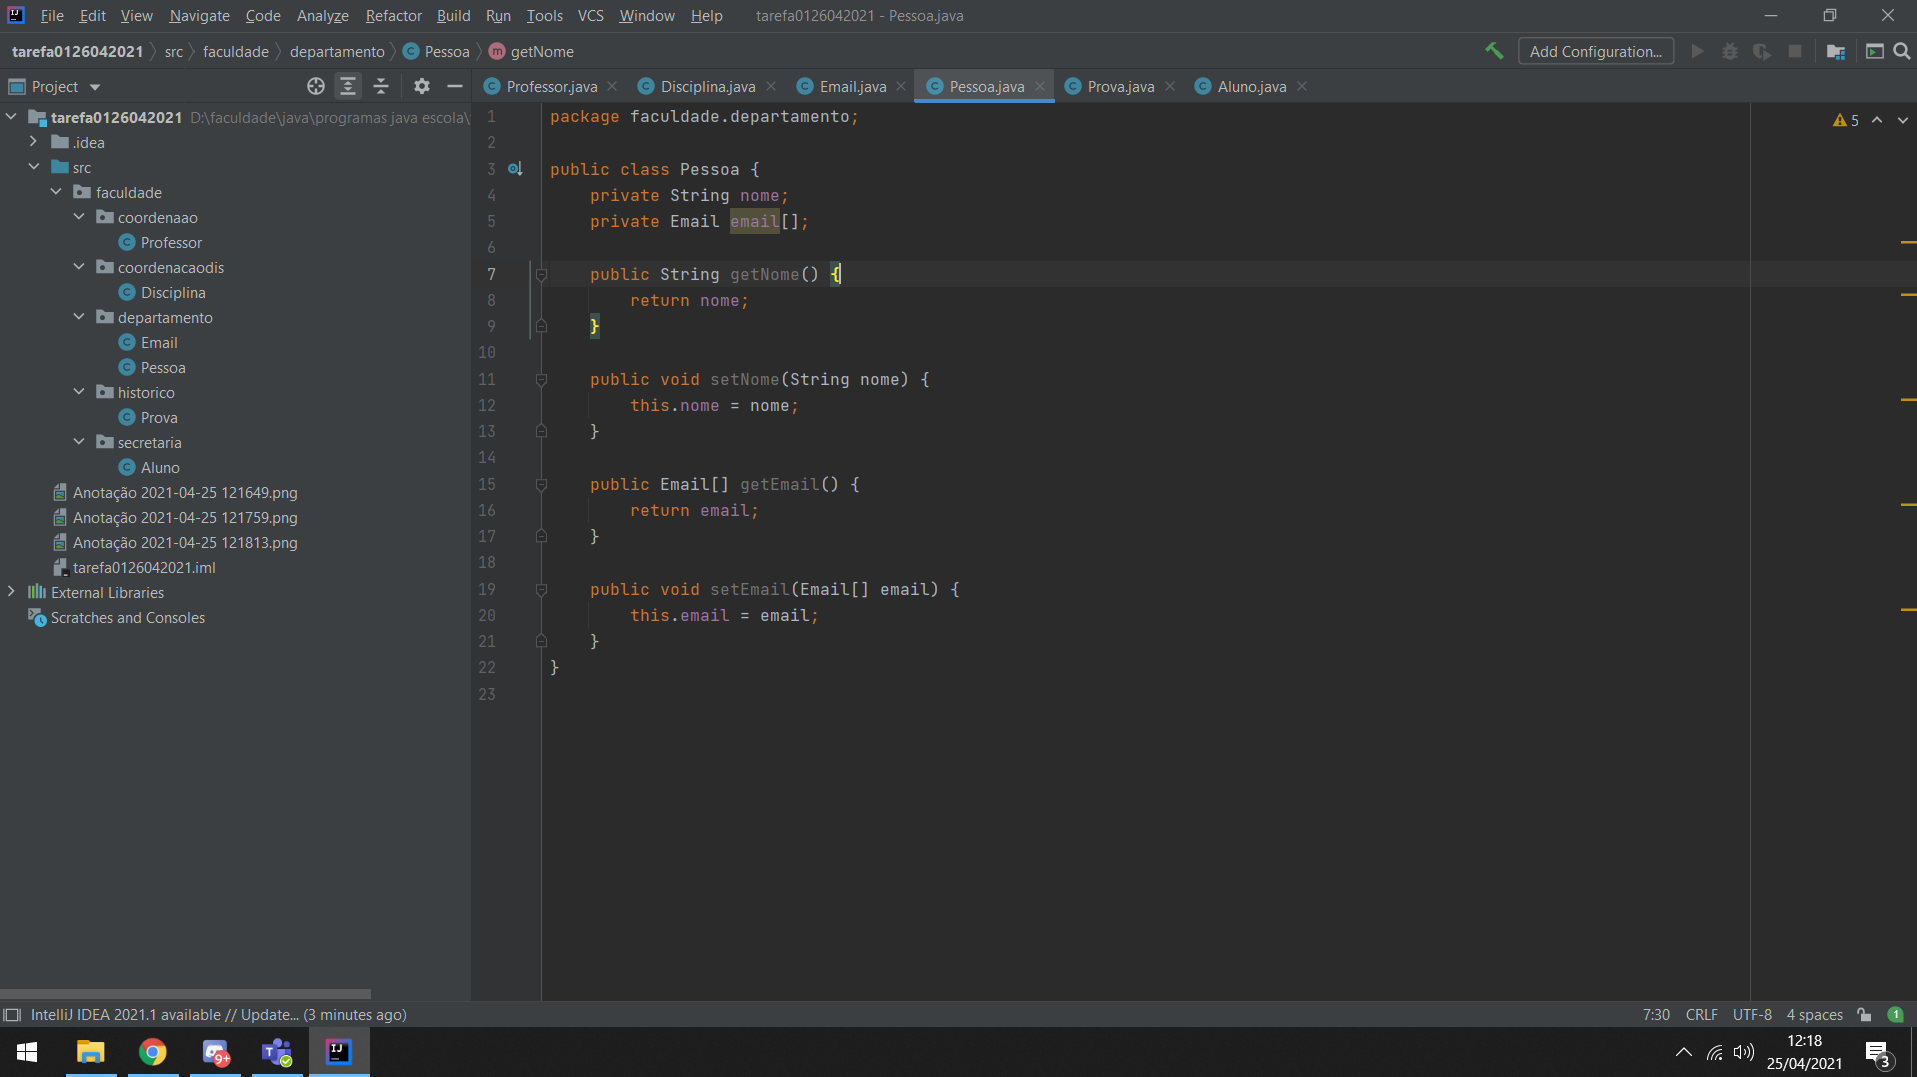 File Edit View Navigate Code Analyze Refactor Build Run Tools VCS Window Help tarefa0126042021 - Pessoa.java
tarefa0126042021 src faculdade departamento Pessoa getNome Add Configuration...
Project
Professor.java Disciplina.java Email.java Pessoa.java Prova.java Aluno.java
tarefa0126042021 D:\faculdade\java\programas java escola\
.idea
src
faculdade
coordenaao
Professor
coordenacaodis
Disciplina
departamento
Email
Pessoa
historico
Prova
secretaria
Aluno
Anotação 2021-04-25 121649.png
Anotação 2021-04-25 121759.png
Anotação 2021-04-25 121813.png
tarefa0126042021.iml
External Libraries
Scratches and Consoles
5
1 package faculdade.departamento;
2
3 public class Pessoa {
4 private String nome;
5 private Email email[];
6
7 public String getNome() {
8 return nome;
9 }
10
11 public void setNome(String nome) {
12 this.nome = nome;
13 }
14
15 public Email[] getEmail() {
16 return email;
17 }
18
19 public void setEmail(Email[] email) {
20 this.email = email;
21 }
22 }
23
IntelliJ IDEA 2021.1 available // Update... (3 minutes ago) 7:30 CRLF UTF-8 4 spaces 1
9+
12:18
25/04/2021
3